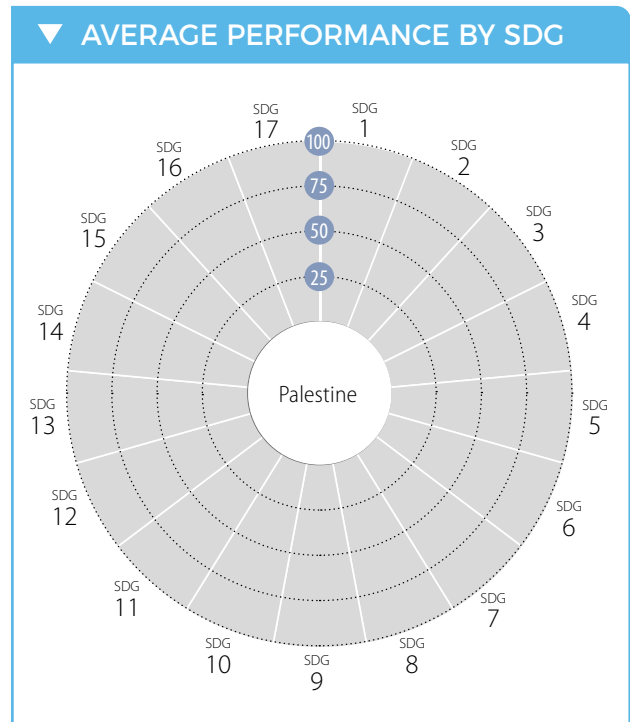 ▼ AVERAGE PERFORMANCE BY SDG
SDG
1
SDG
2
SDG
3
SDG
4
SDG
5
SDG
6
SDG
7
SDG
8
SDG
9
SDG
10
SDG
11
SDG
12
SDG
13
SDG
14
SDG
15
SDG
16
SDG
17
100
75
50
25
Palestine